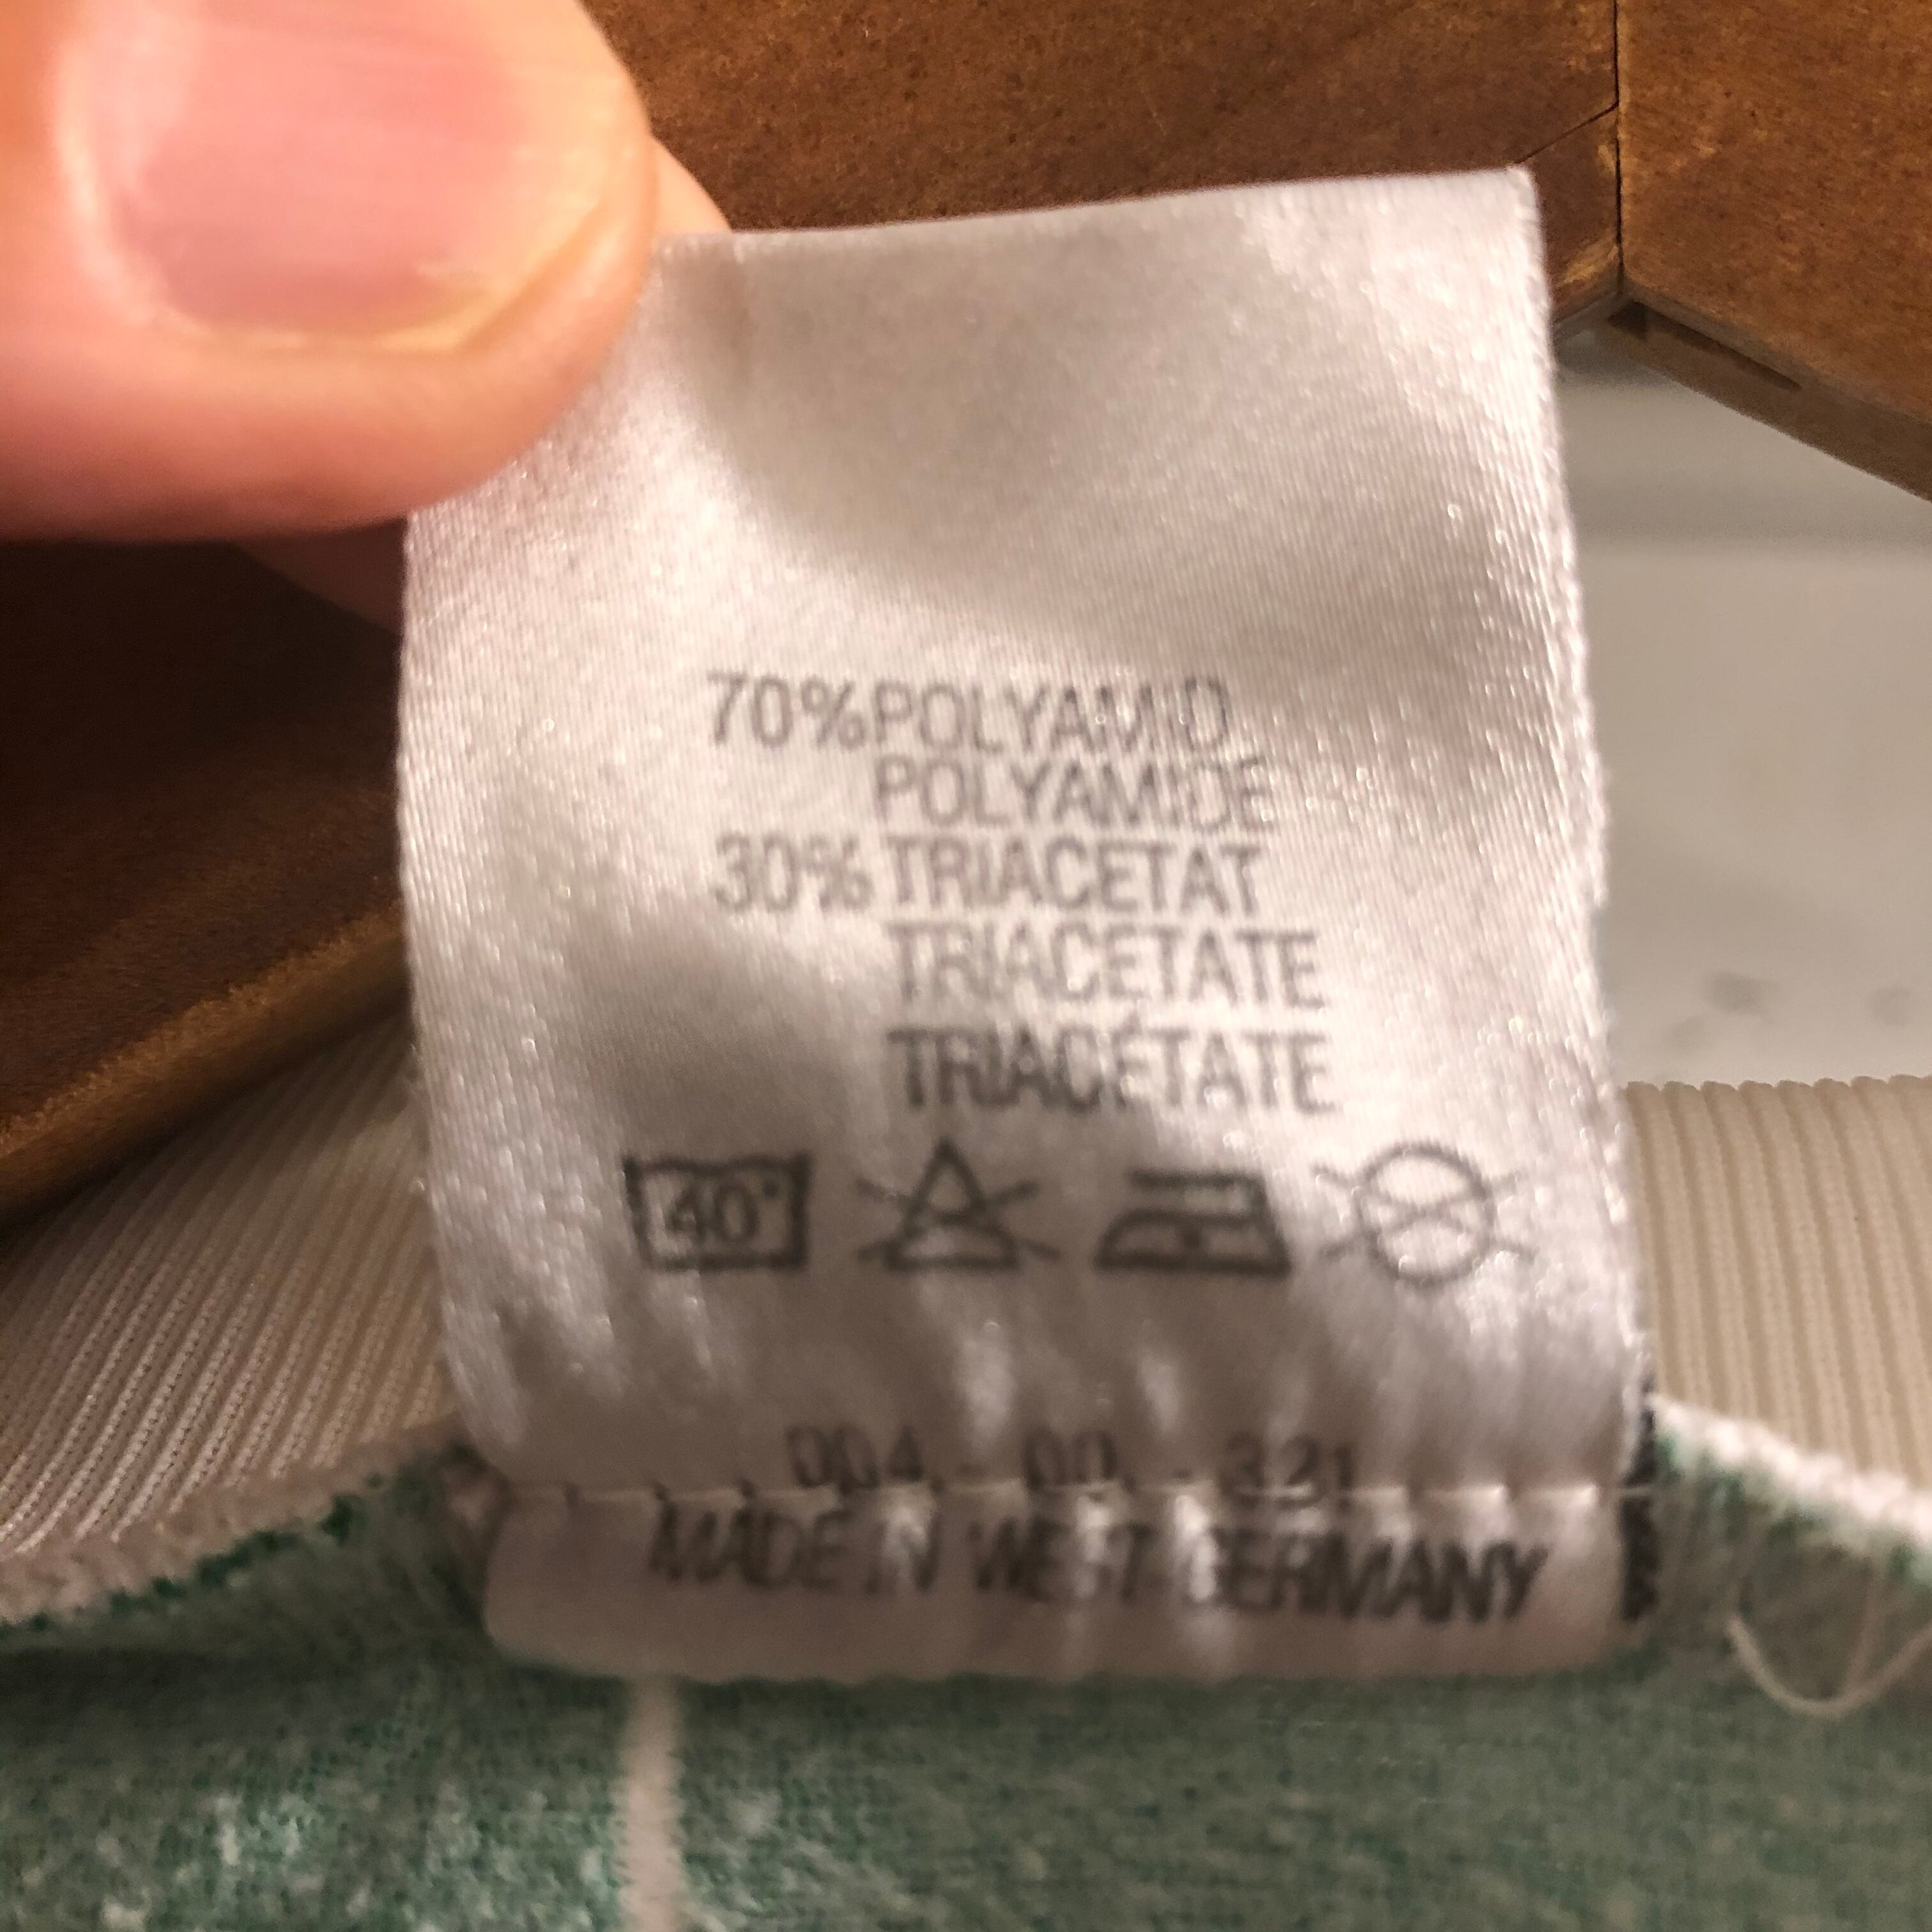 70% POLYAMID
POLYAMIDE
30% TRIACETAT
TRIACETATE
TRIACÉTATE
40°
004 - 00 - 321
MADE IN WEST GERMANY